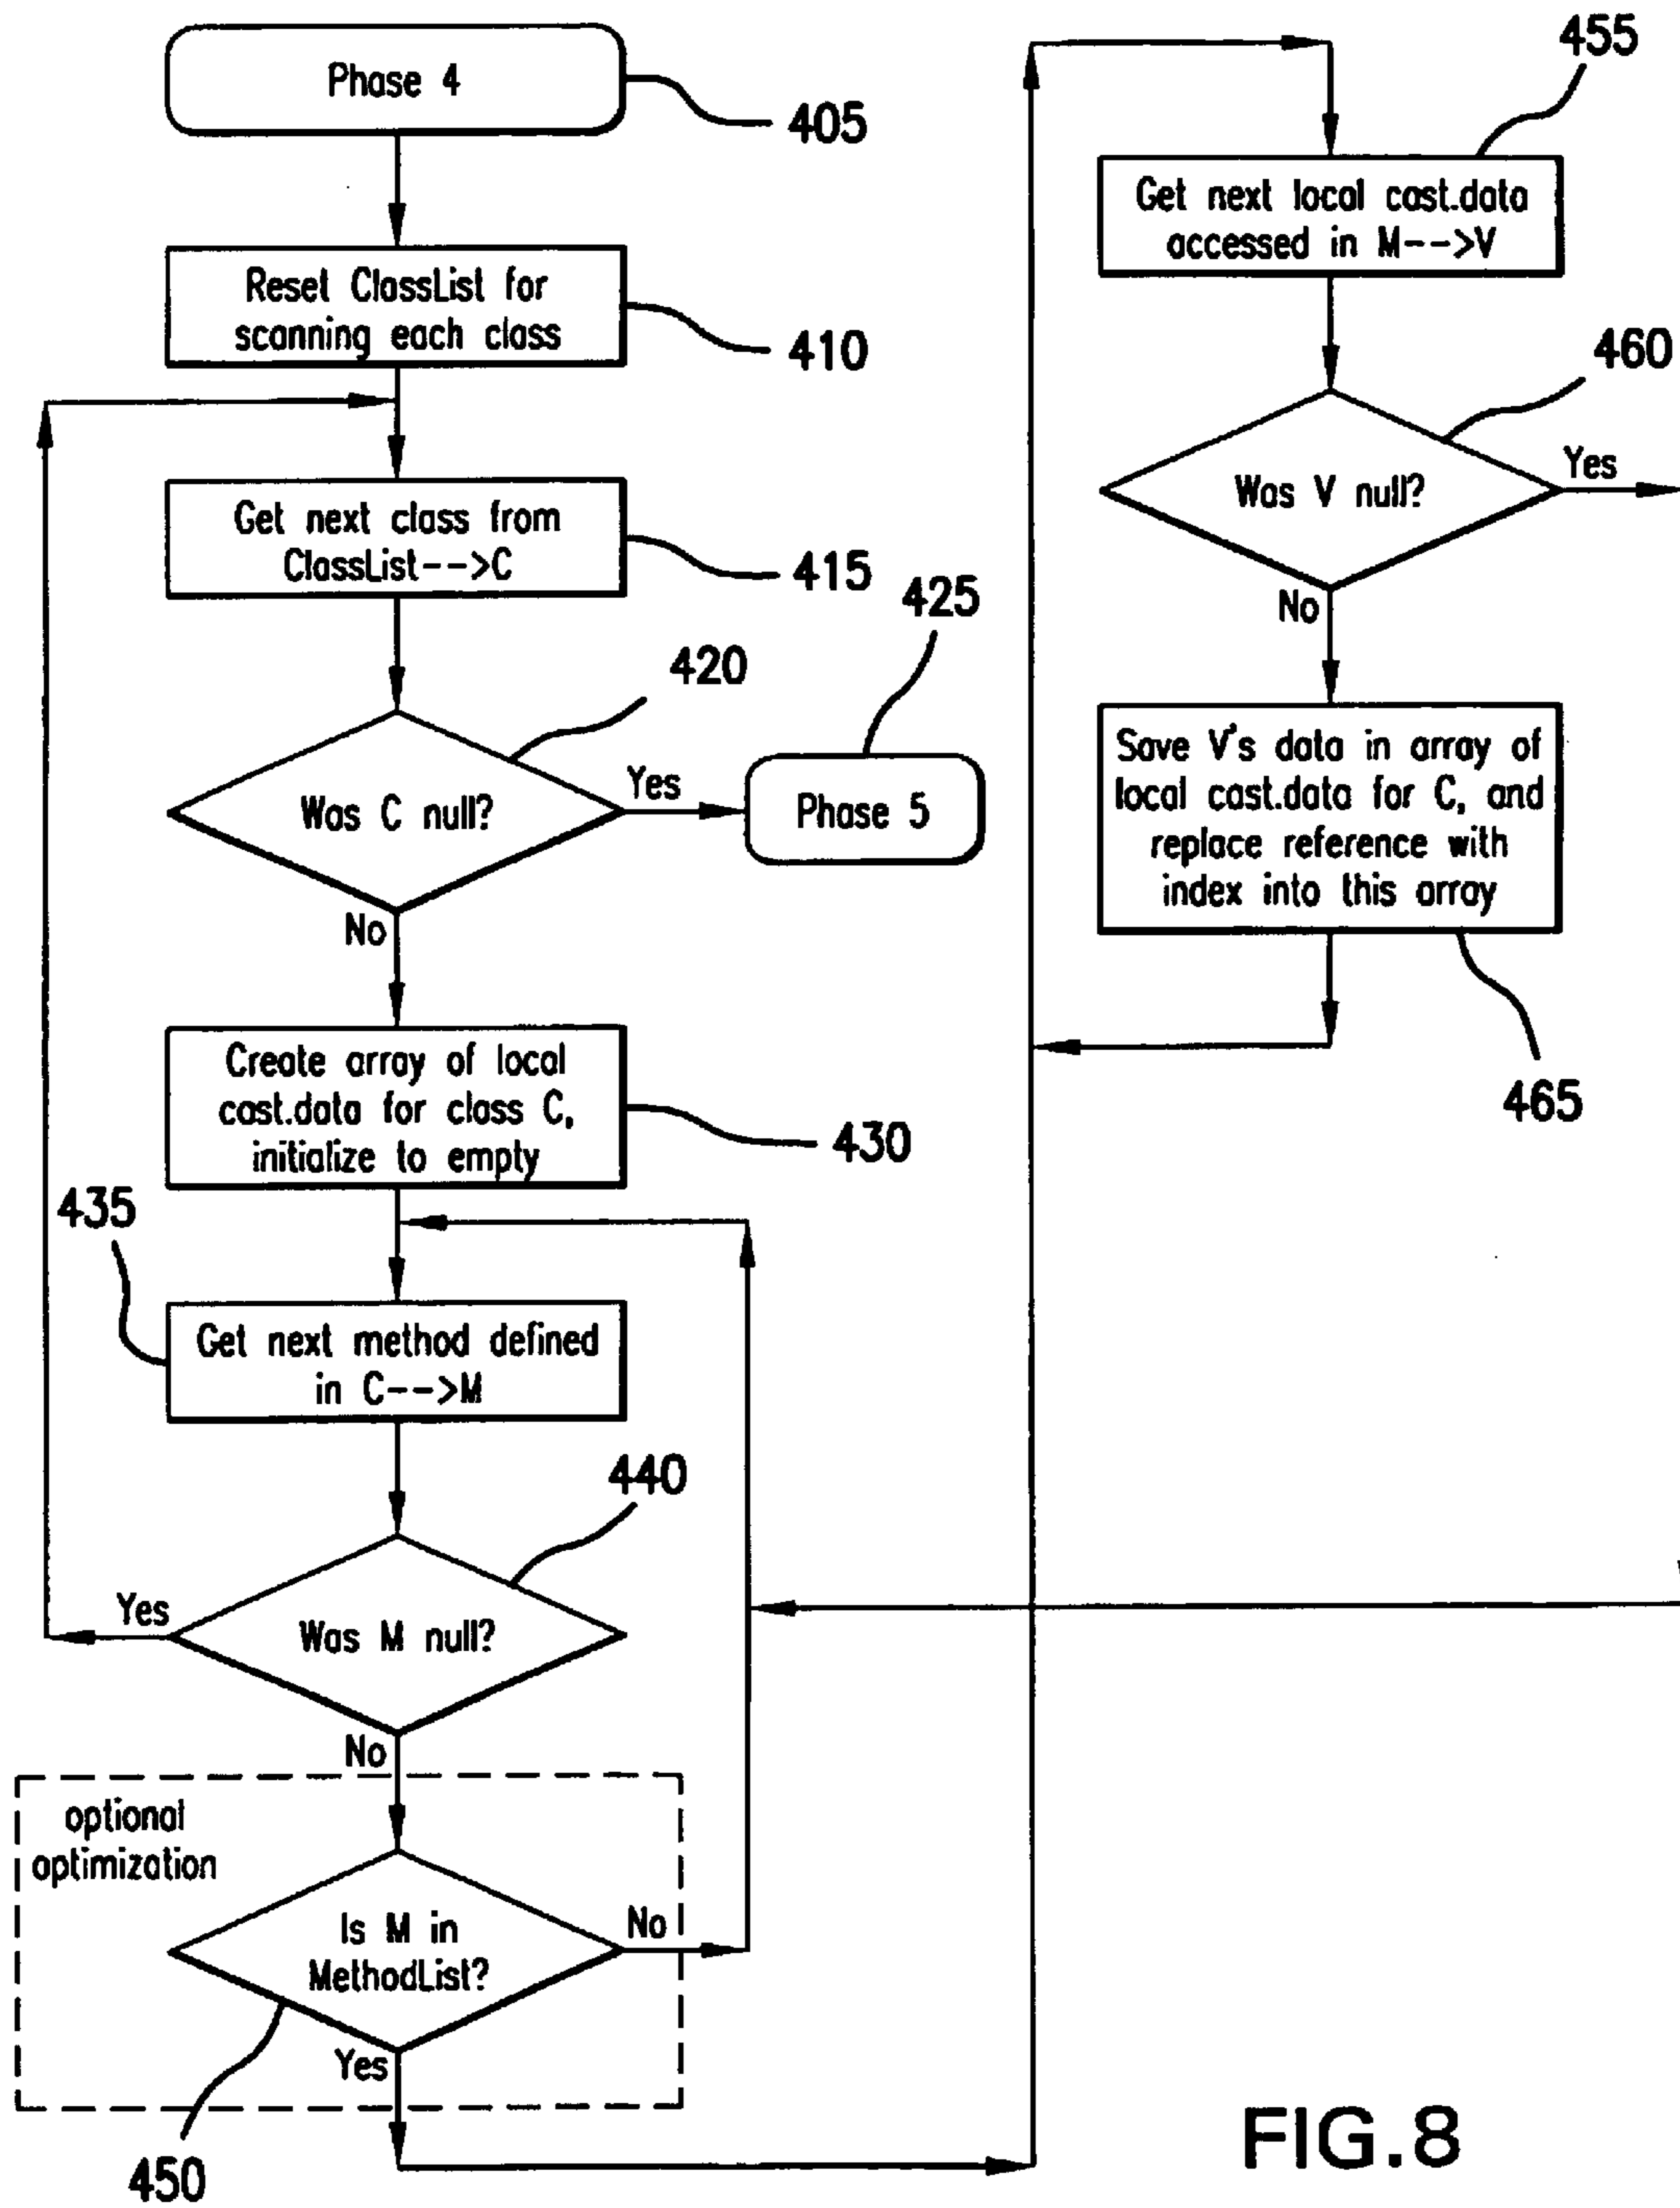 Phase 4
405
Reset ClassList for
scanning each class
410
Get next class from
ClassList-->C
415
420
425
Was C null?
Yes
Phase 5
No
Create array of local
cast.data for class C,
initialize to empty
430
435
Get next method defined
in C-->M
440
Was M null?
Yes
No
optional
optimization
Is M in
MethodList?
No
Yes
450
455
Get next local cast.data
accessed in M-->V
460
Was V null?
Yes
No
Save V's data in array of
local cast.data for C, and
replace reference with
index into this array
465
FIG.8